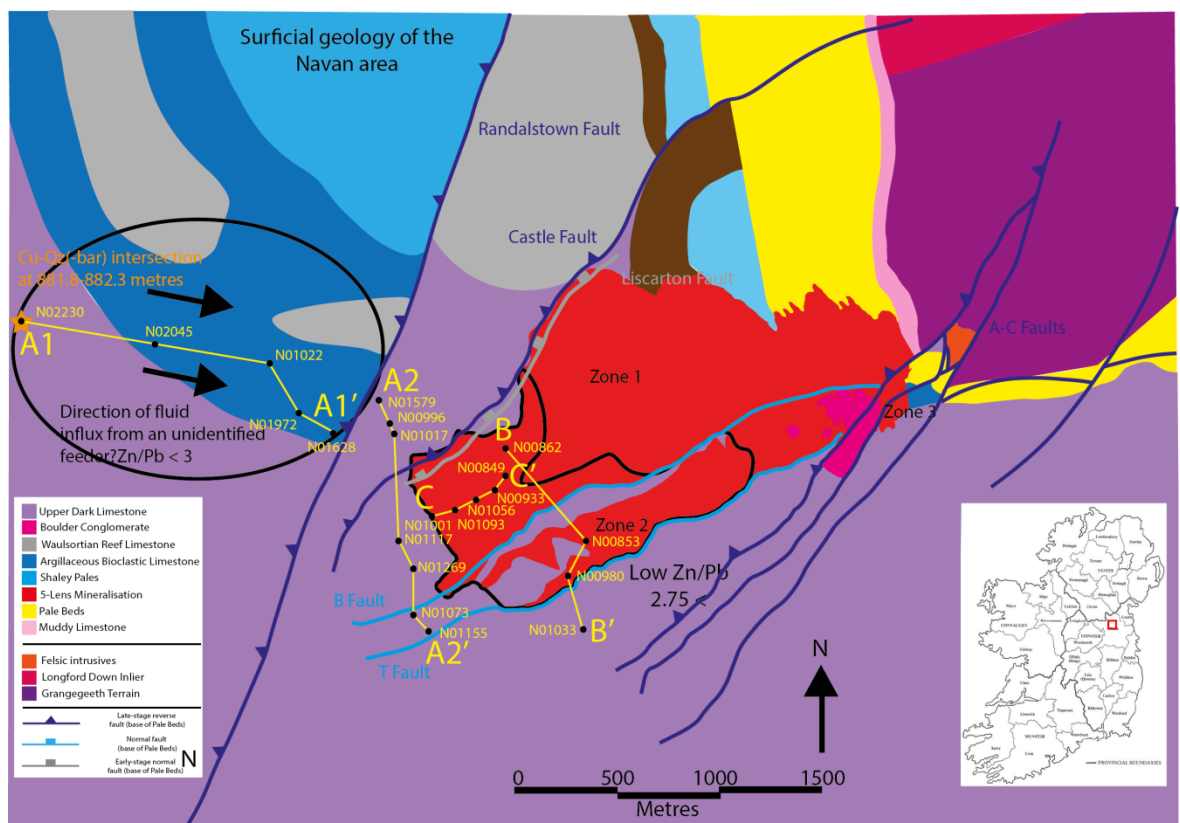 Surficial geology of the
Navan area
Randalstown Fault
Castle Fault
Liscarton Fault
A-C Faults
Cu-Qz(-bar) intersection
at 881.8-882.3 metres
N02230
A1
N02045
N01022
A1'
N01972
N01628
Direction of fluid
influx from an unidentified
feeder?Zn/Pb < 3
A2
N01579
N00996
N01017
B
N00862
N00849
C'
N00933
C
N01056
N01093
N01001
N01117
N01269
N01073
N01155
A2'
B Fault
T Fault
Zone 1
Zone 2
Zone 3
N00853
N00980
N01033
B'
Low Zn/Pb
2.75 <
Upper Dark Limestone
Boulder Conglomerate
Waulsortian Reef Limestone
Argillaceous Bioclastic Limestone
Shaley Pales
5-Lens Mineralisation
Pale Beds
Muddy Limestone
Felsic intrusives
Longford Down Inlier
Grangegeeth Terrain
Late-stage reverse
fault (base of Pale Beds)
Normal fault
(base of Pale Beds)
Early-stage normal
fault (base of Pale Beds)
N
N
0 500 1000 1500
Metres
PROVINCIAL BOUNDARIES